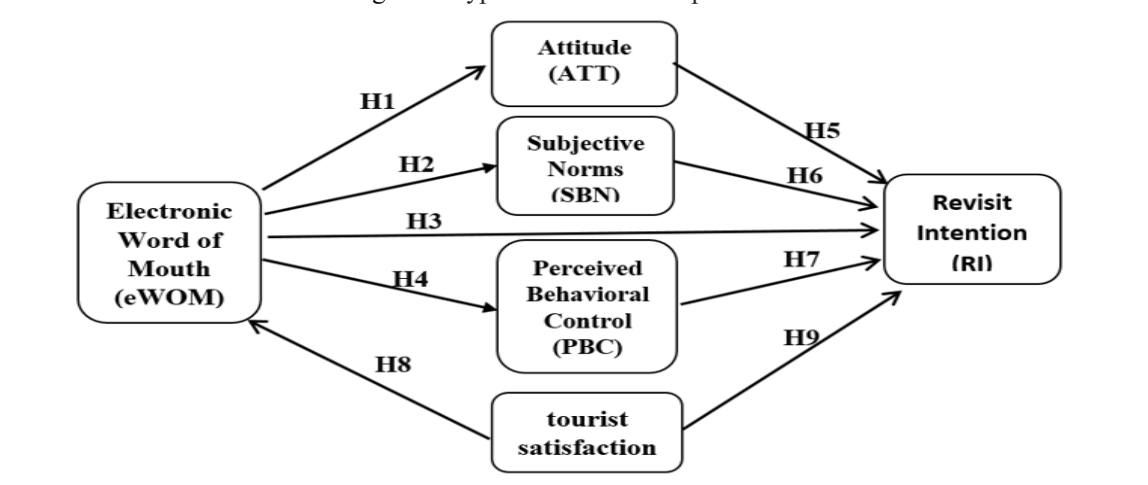 Attitude
(ATT)
H1
H5
Subjective
Norms
(SBN)
H2
H6
Electronic
Word of
Mouth
(eWOM)
H3
Revisit
Intention
(RI)
H4
Perceived
Behavioral
Control
(PBC)
H7
H8
H9
tourist
satisfaction